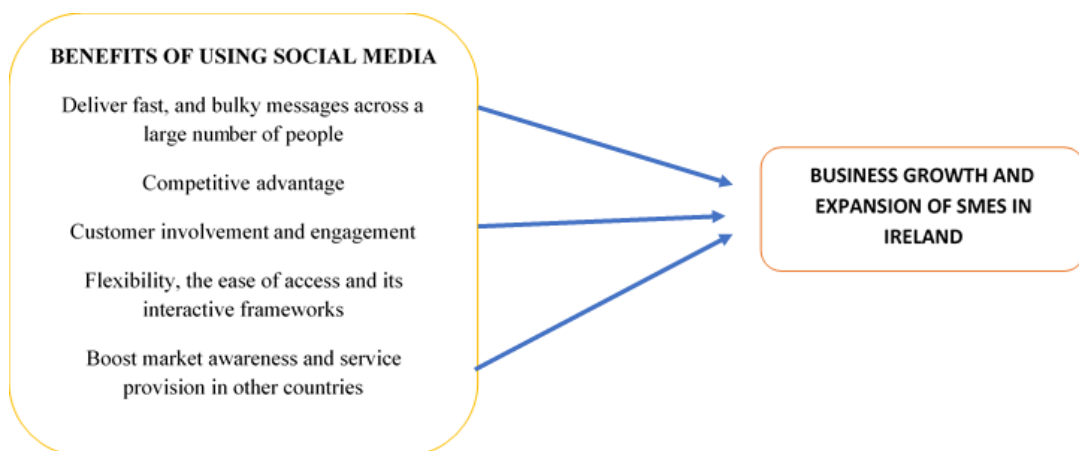 BENEFITS OF USING SOCIAL MEDIA
Deliver fast, and bulky messages across a
large number of people
Competitive advantage
Customer involvement and engagement
Flexibility, the ease of access and its
interactive frameworks
Boost market awareness and service
provision in other countries
BUSINESS GROWTH AND
EXPANSION OF SMES IN
IRELAND